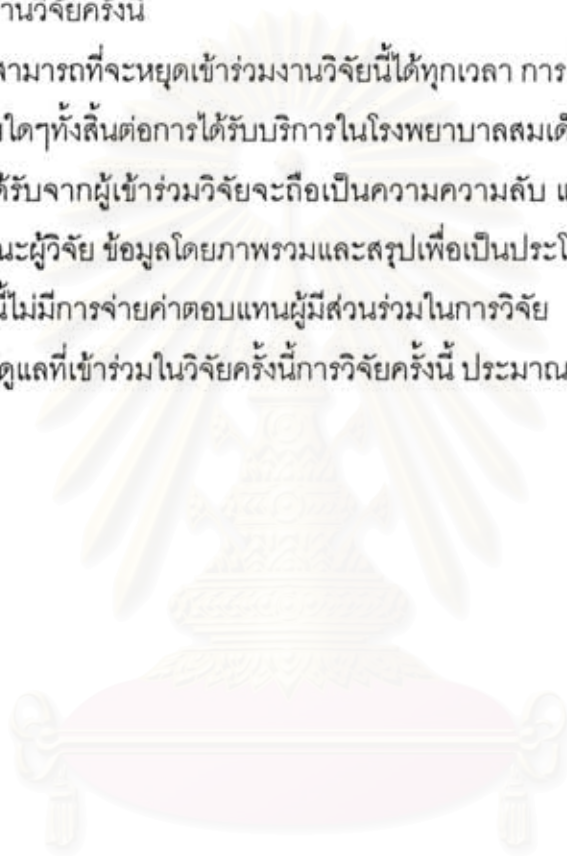 านวิจัยครั้งนี้
สามารถที่จะหยุดเข้าร่วมงานวิจัยนี้ได้ทุกเวลา การ
ใดๆทั้งสิ้นต่อการได้รับบริการในโรงพยาบาลสมเด็
ด้รับจากผู้เข้าร่วมวิจัยจะถือเป็นความความลับ แ
ณะผู้วิจัย ข้อมูลโดยภาพรวมและสรุปเพื่อเป็นประโ
นี้ไม่มีการจ่ายค่าตอบแทนผู้มีส่วนร่วมในการวิจัย
ดูแลที่เข้าร่วมในวิจัยครั้งนี้การวิจัยครั้งนี้ ประมาณ